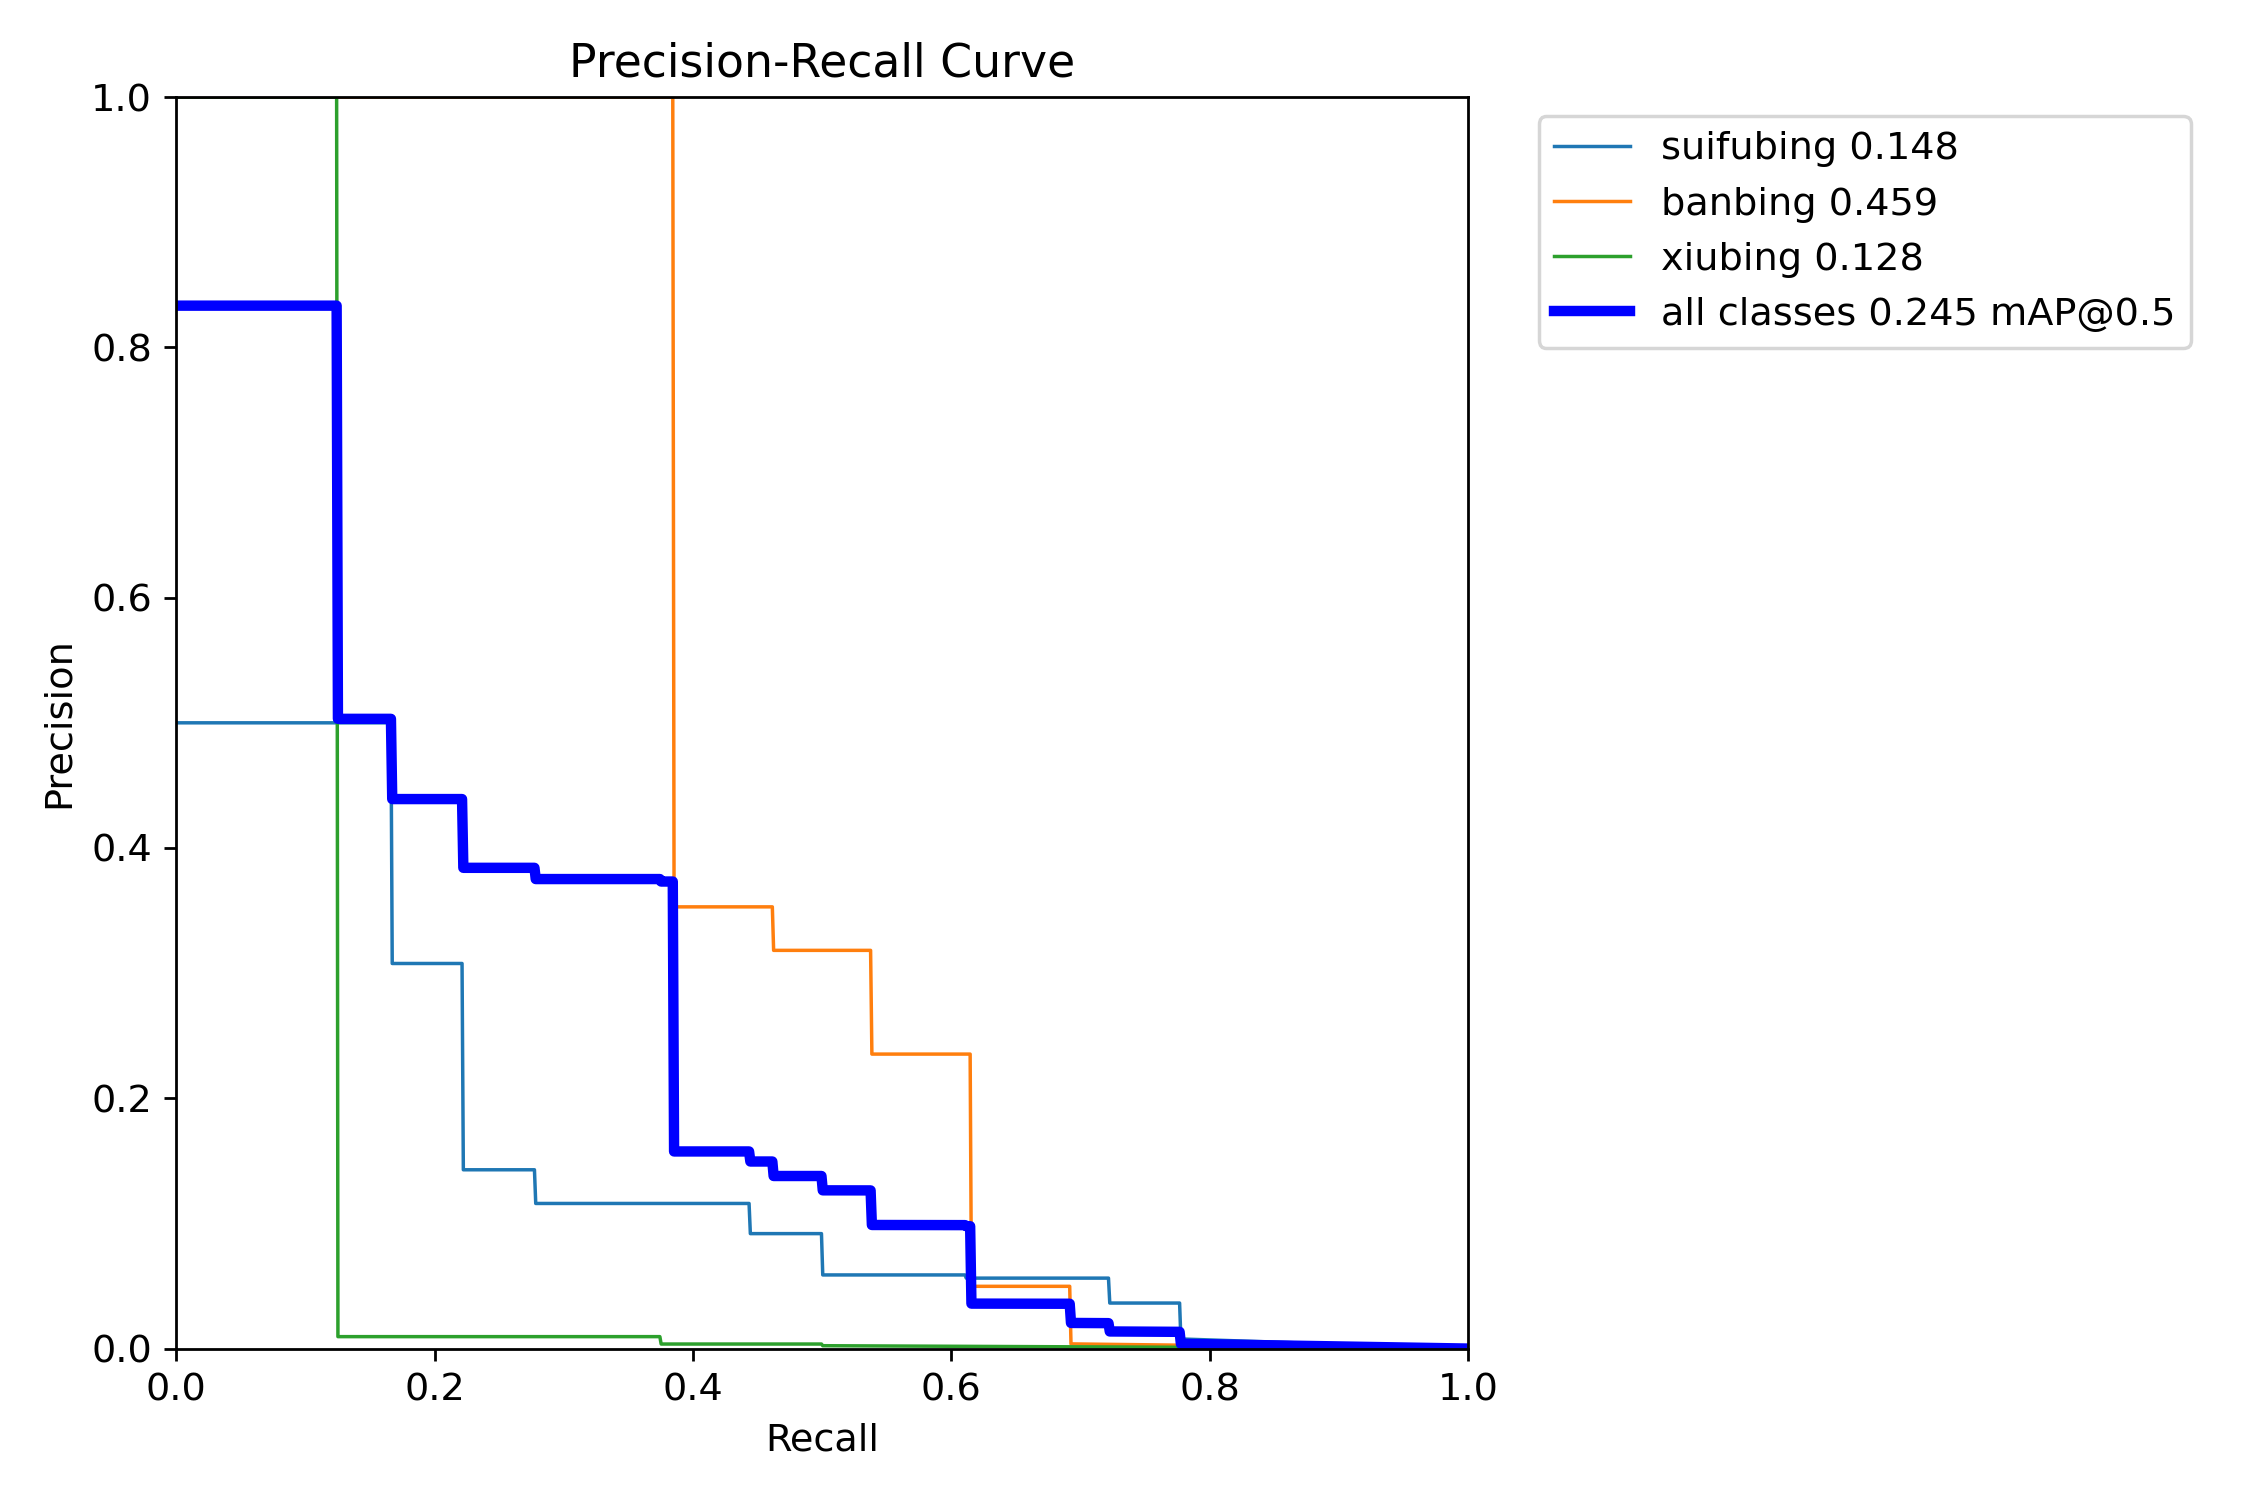 Precision-Recall Curve
1.0
0.8
0.6
0.4
0.2
0.0
Precision
0.0 0.2 0.4 0.6 0.8 1.0
Recall
suifubing 0.148
banbing 0.459
xiubing 0.128
all classes 0.245 mAP@0.5